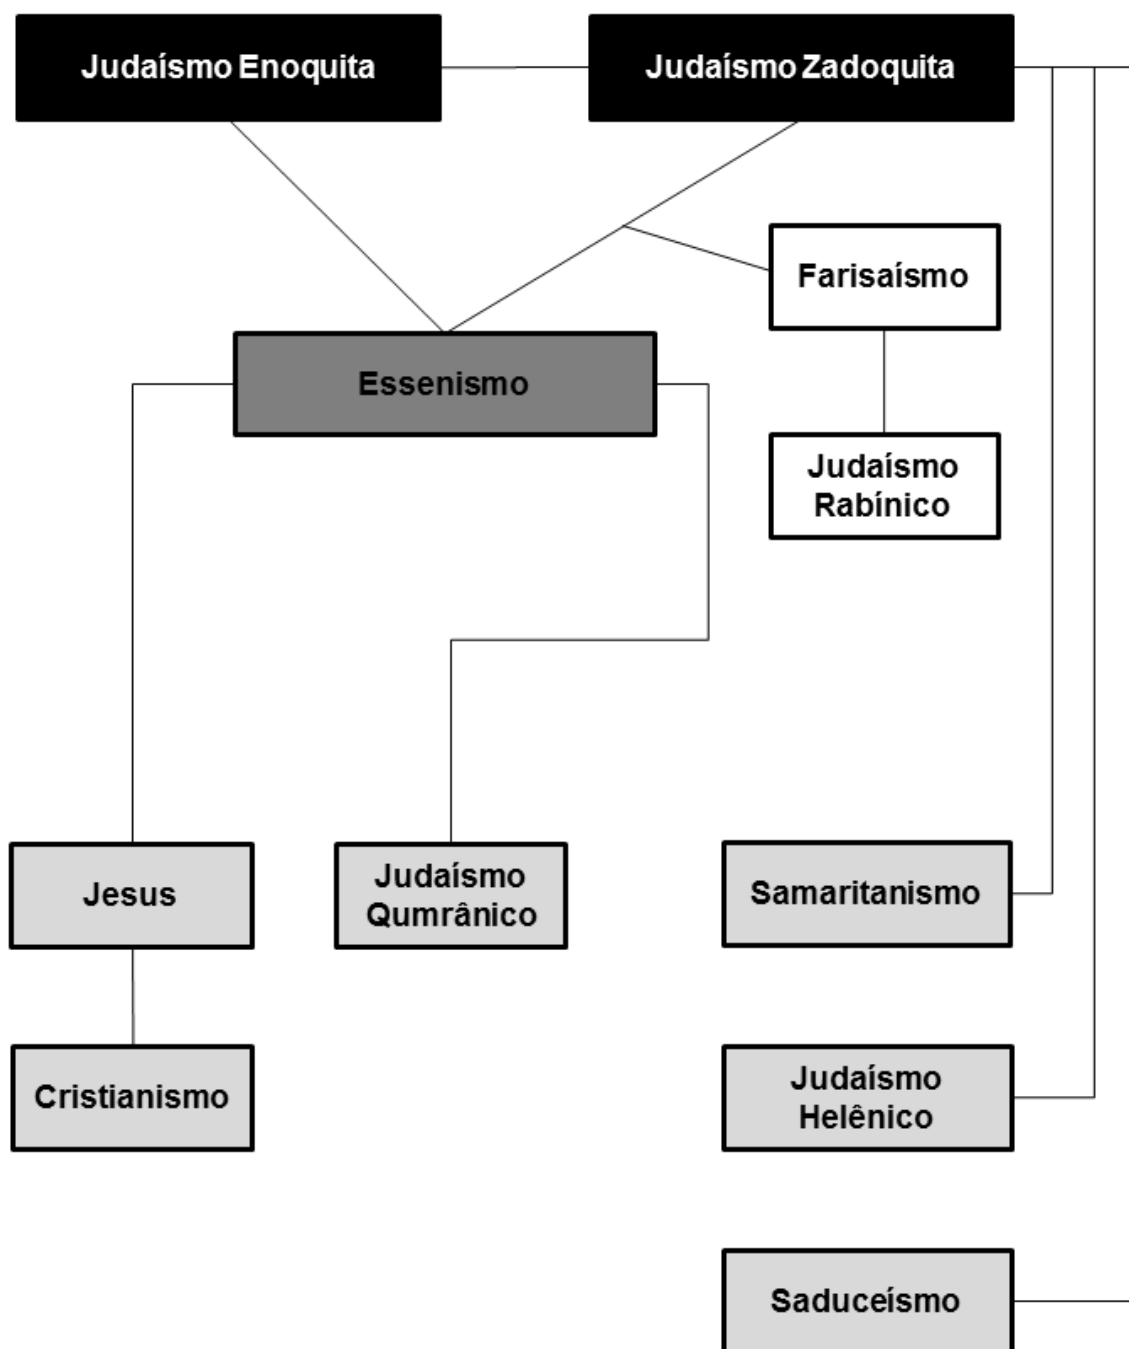 Judaísmo Enoquita
Judaísmo Zadoquita
Farisaísmo
Essenismo
Judaísmo
Rabínico
Jesus
Judaísmo
Qumrânico
Samaritanismo
Cristianismo
Judaísmo
Helênico
Saduceísmo